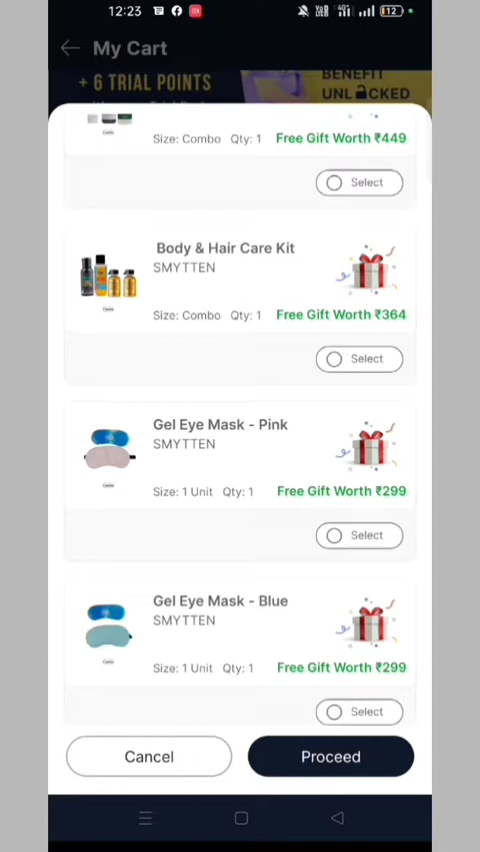 12:23
12
My Cart
+ 6 TRIAL POINTS
BENEFIT
UNLOCKED
Size: Combo Qty: 1 Free Gift Worth ₹449
Select
Body & Hair Care Kit
SMYTTEN
Size: Combo Qty: 1 Free Gift Worth ₹364
Select
Gel Eye Mask - Pink
SMYTTEN
Size: 1 Unit Qty: 1 Free Gift Worth ₹299
Select
Gel Eye Mask - Blue
SMYTTEN
Size: 1 Unit Qty: 1 Free Gift Worth ₹299
Select
Cancel Proceed